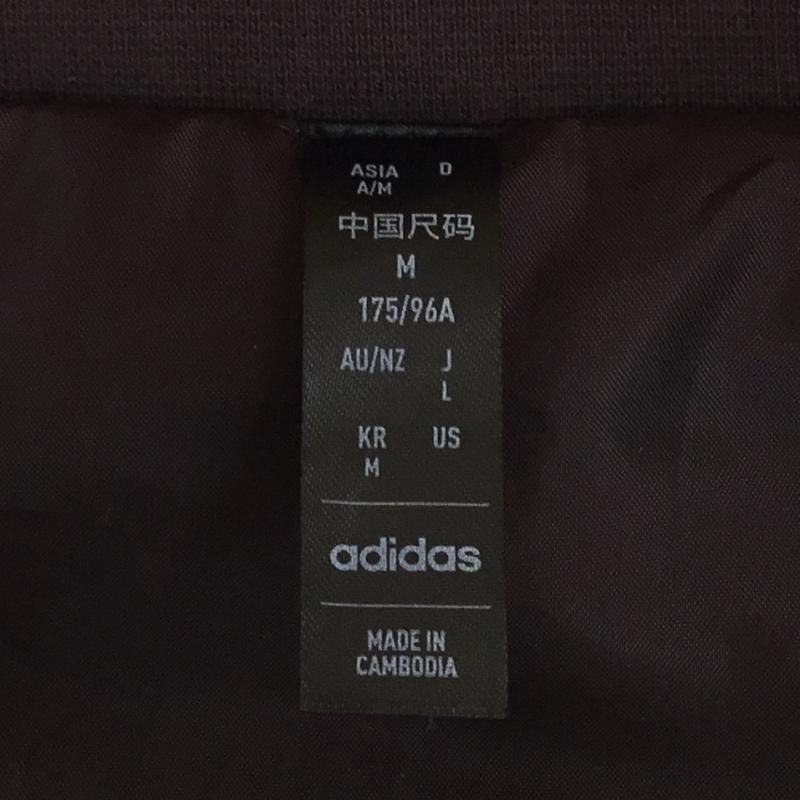 ASIA D
A/M
中国尺码
M
175/96A
AU/NZ J
L
KR US
M
adidas
MADE IN
CAMBODIA